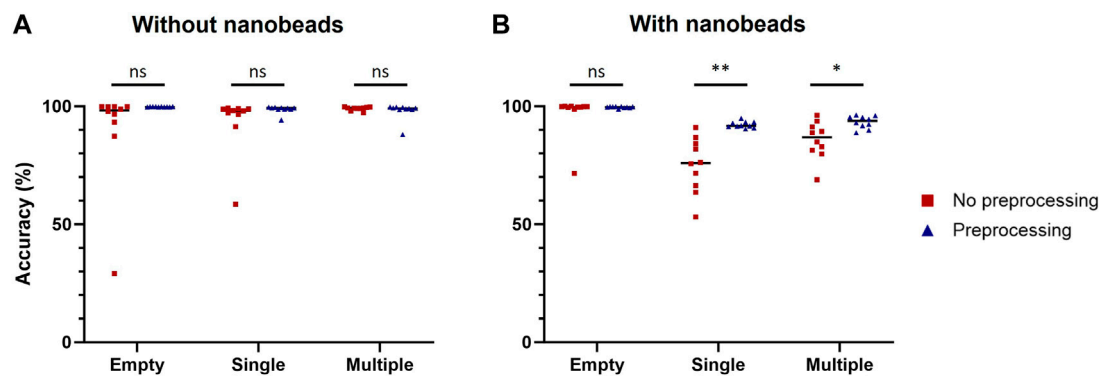 A
Without nanobeads
ns
ns
ns
Accuracy (%)
100
50
0
Empty
Single
Multiple
B
With nanobeads
ns
**
*
100
50
0
Empty
Single
Multiple
No preprocessing
Preprocessing